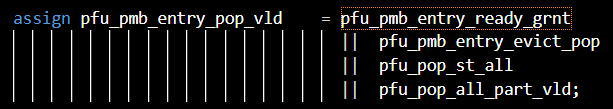 assign pfu_pmb_entry_pop_vld = pfu_pmb_entry_ready_grnt
|| pfu_pmb_entry_evict_pop
|| pfu_pop_st_all
|| pfu_pop_all_part_vld;